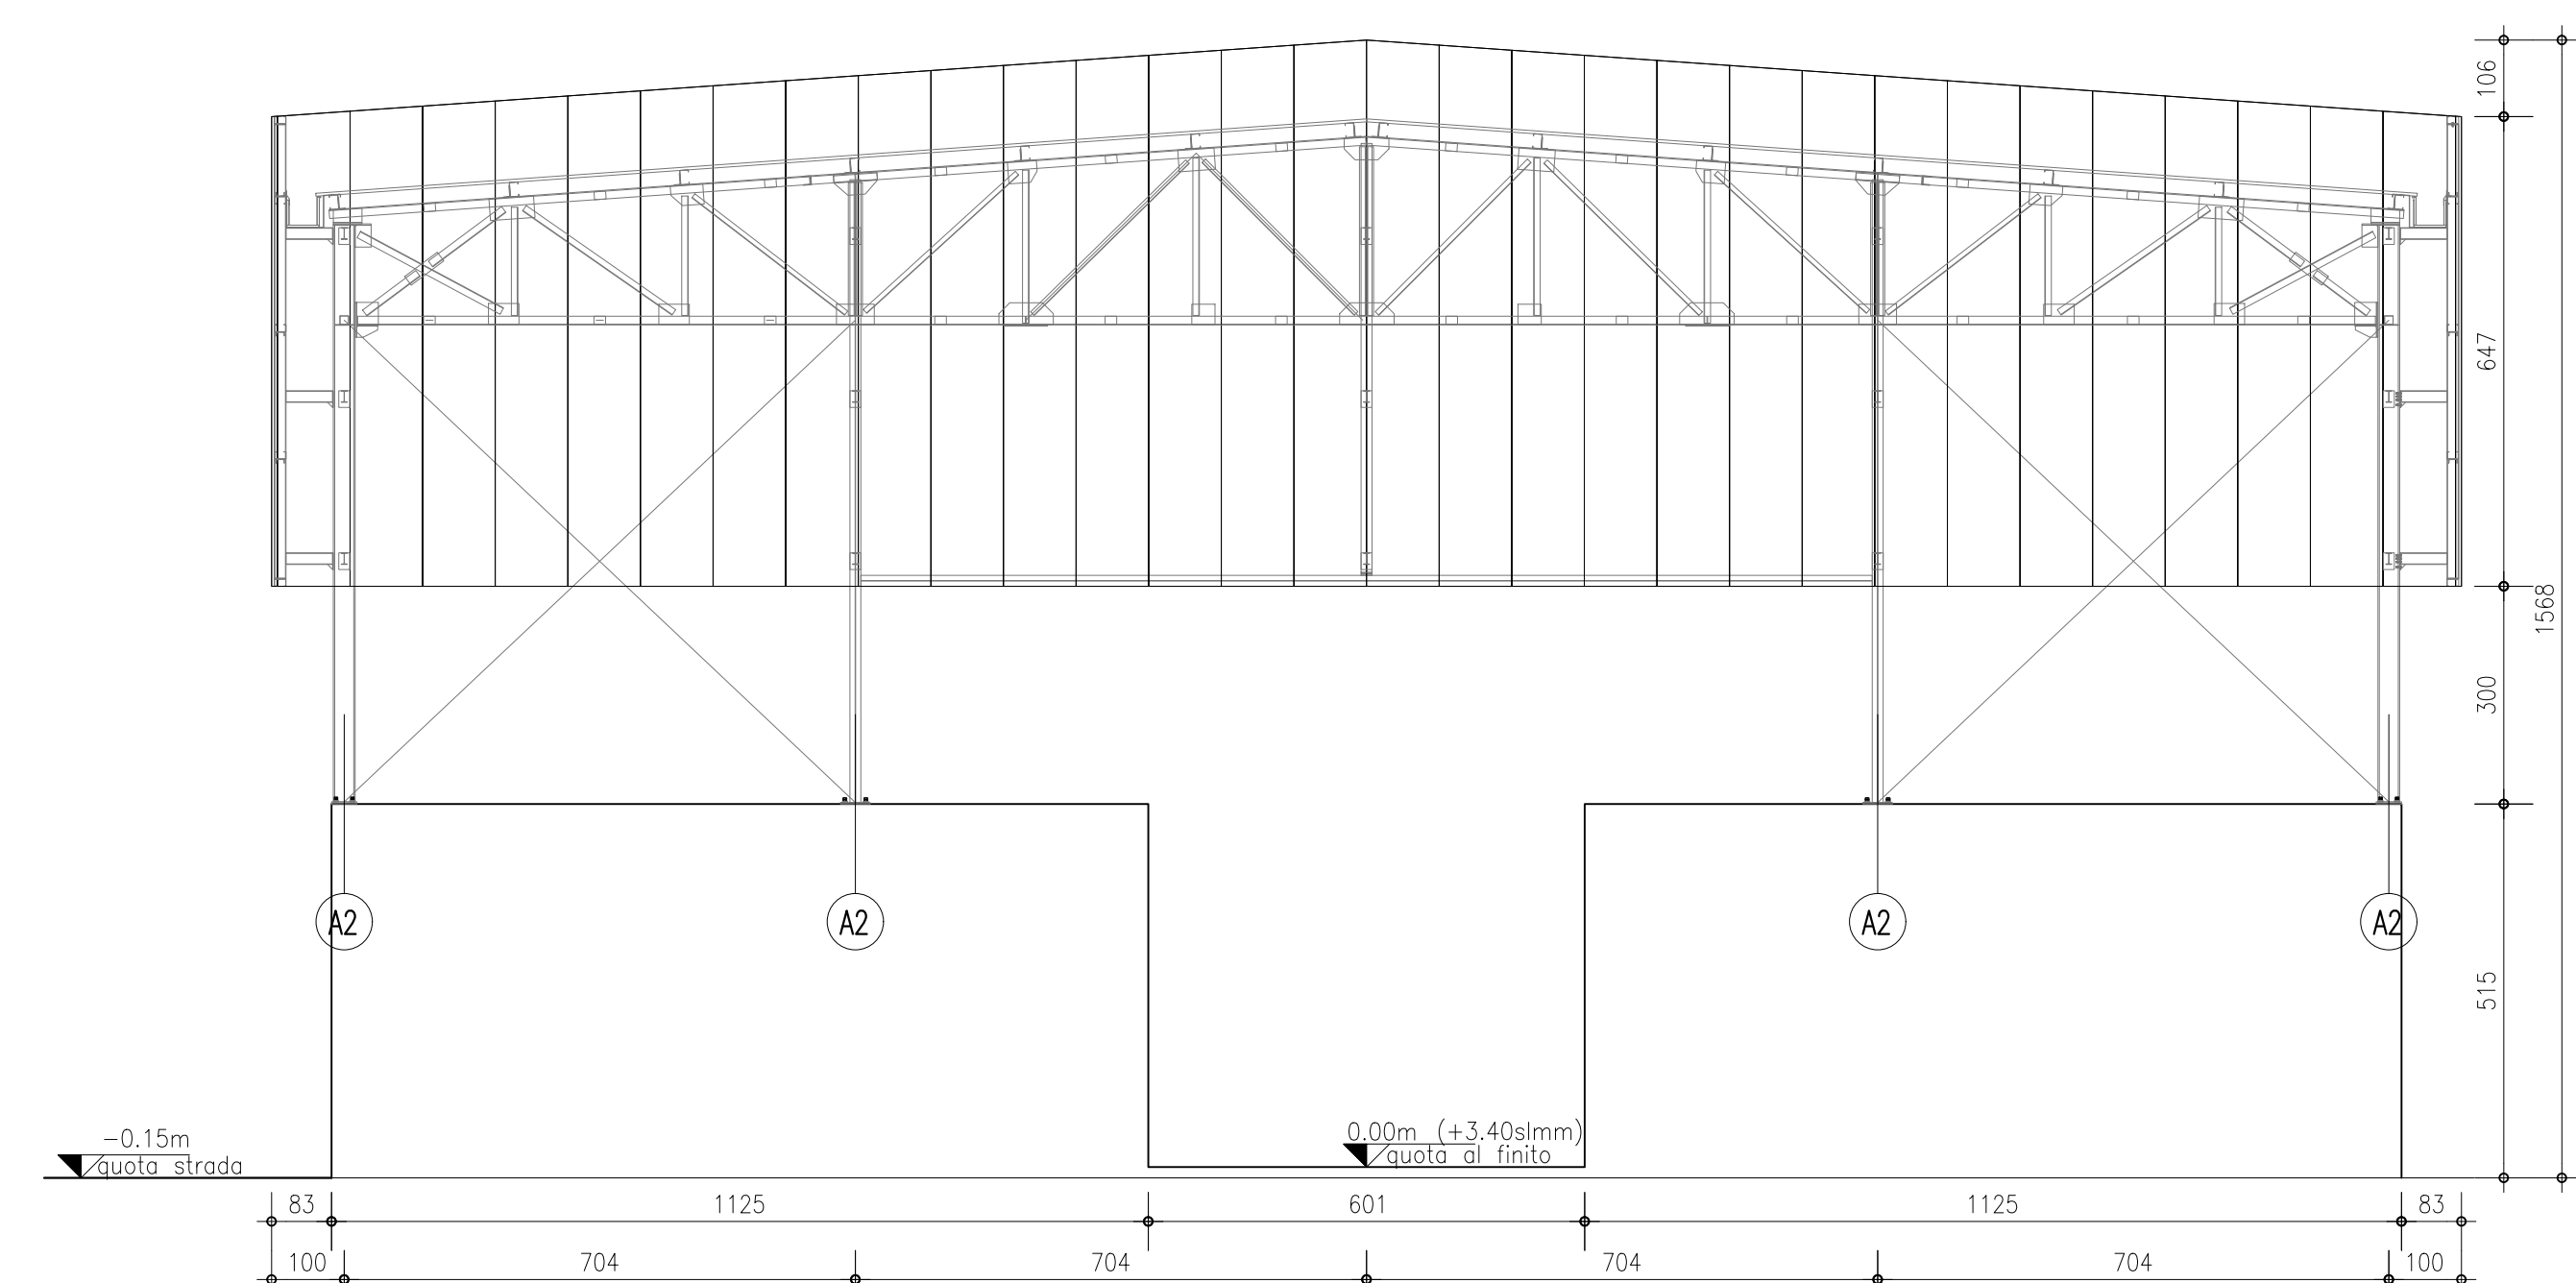 106
647
1568
300
A2 A2 A2 A2
515
-0.15m
quota strada
0.00m (+3.40slmm)
quota al finito
83 1125 601 1125 83
100 704 704 704 704 100